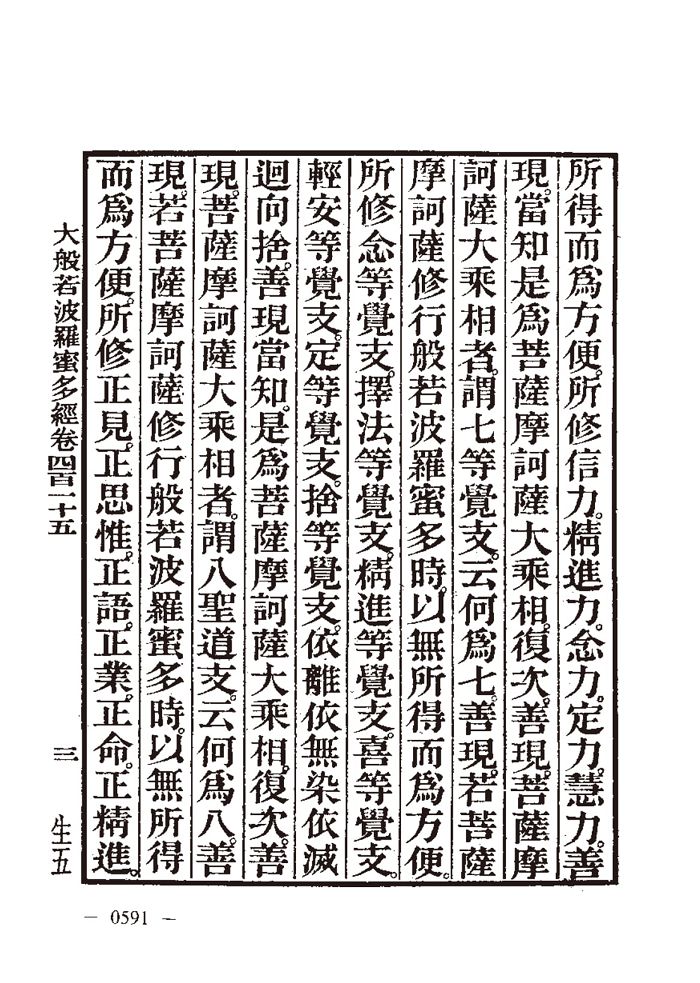 所得而爲方便。所修信力。精進力。念力。定力。慧力。善
現。當知是爲菩薩摩訶薩大乘相。復次。善現。菩薩摩
訶薩大乘相者。謂七等覺支。云何爲七。善現。若菩薩
摩訶薩修行般若波羅蜜多時。以無所得而爲方便。
所修念等覺支。擇法等覺支。精進等覺支。喜等覺支。
輕安等覺支。定等覺支。捨等覺支。依離依無染依滅
迴向捨。善現當知。是爲菩薩摩訶薩大乘相。復次。善
現。菩薩摩訶薩大乘相者。謂八聖道支。云何爲八。善
現。若菩薩摩訶薩修行般若波羅蜜多時。以無所得
而爲方便。所修正見。正思惟。正語。正業。正命。正精進。
大般若波羅蜜多經卷四百一十五 三 生五
— 0591 —